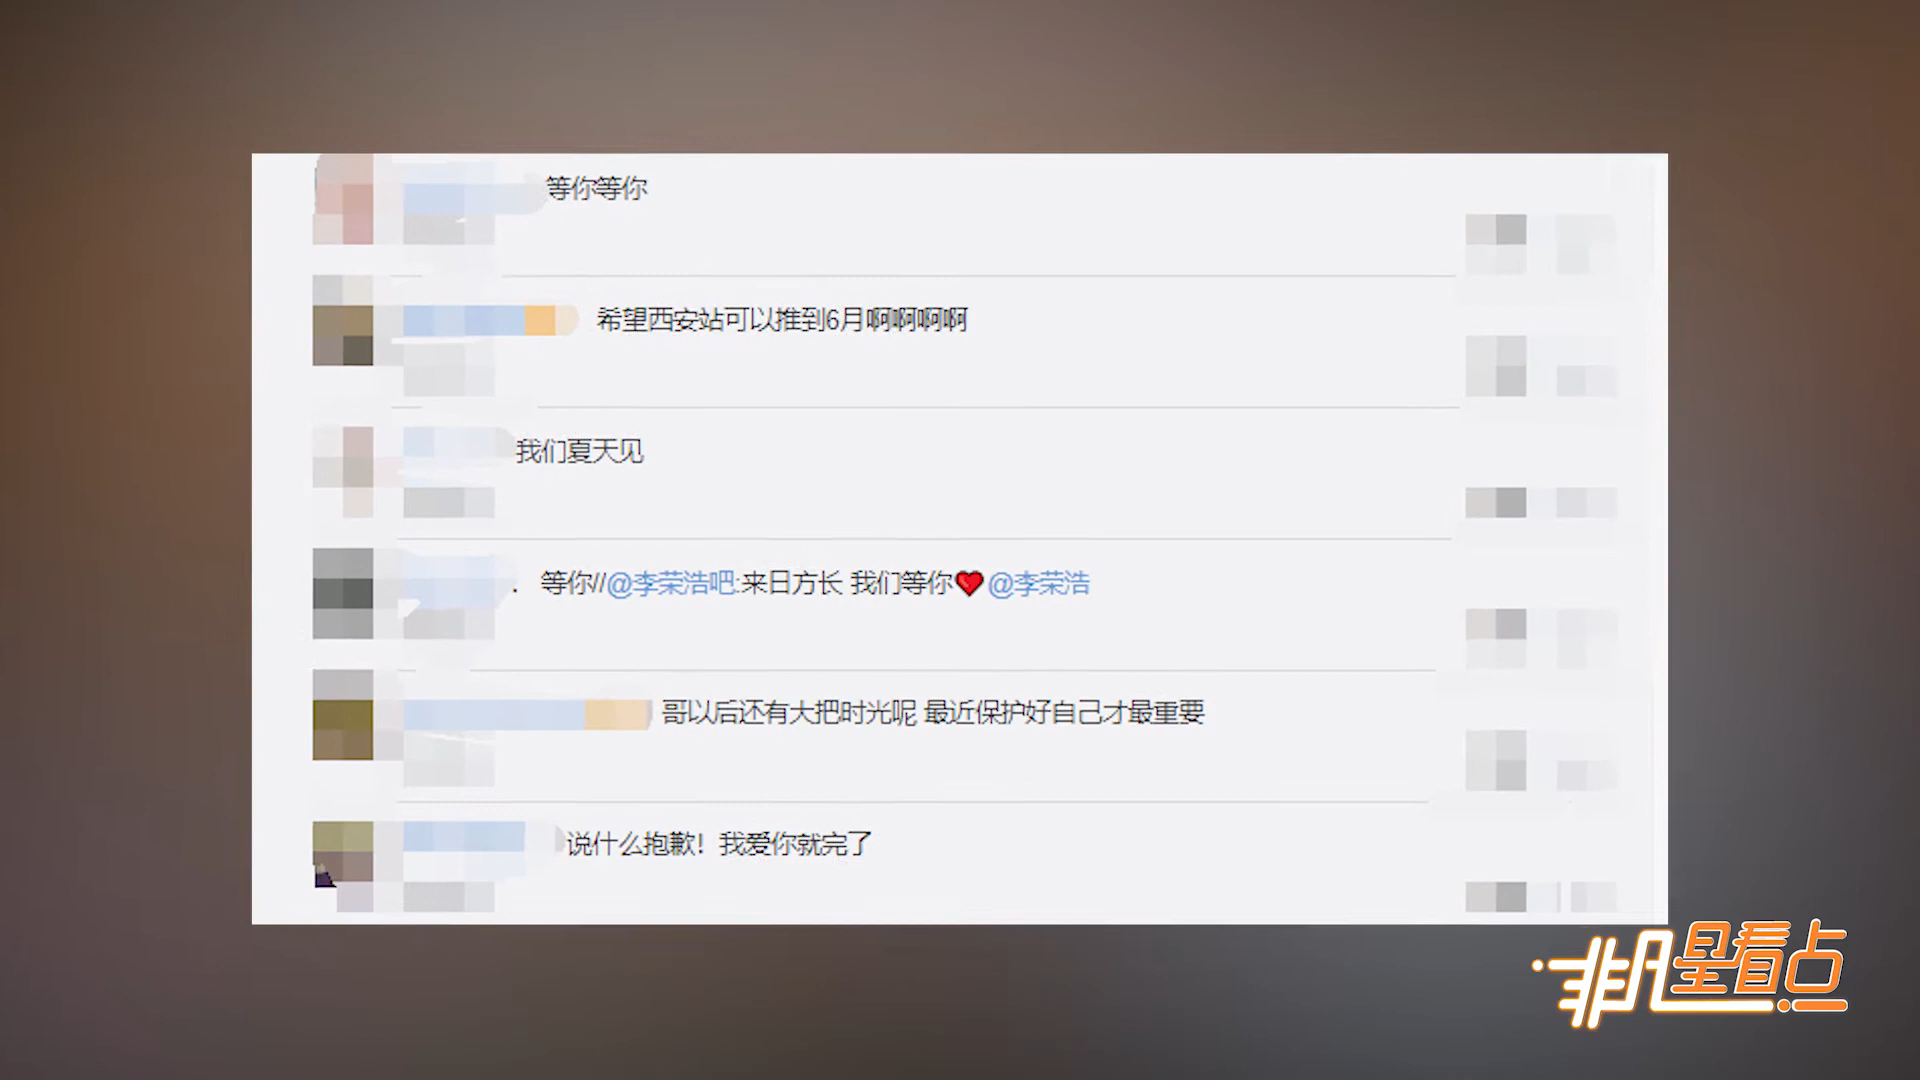 等你等你
希望西安站可以推到6月啊啊啊啊
我们夏天见
. 等你//@李荣浩吧:来日方长 我们等你❤@李荣浩
哥以后还有大把时光呢 最近保护好自己才最重要
说什么抱歉！我爱你就完了
非凡星看点